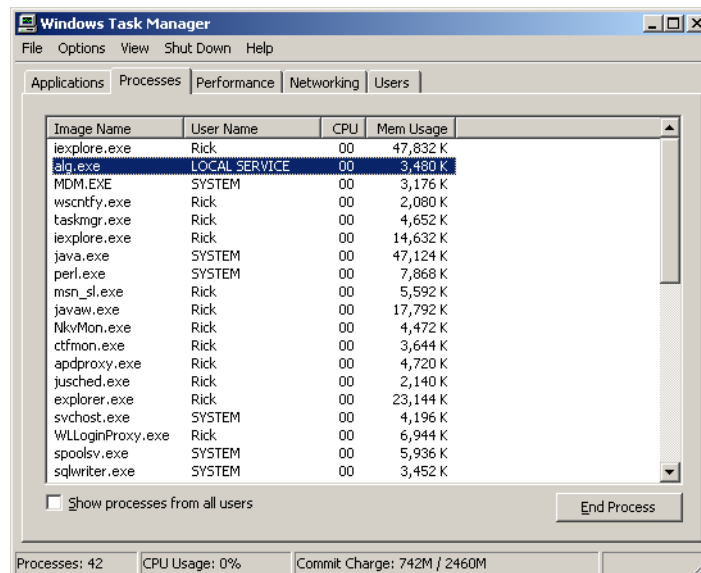 Windows Task Manager
File Options View Shut Down Help
Applications Processes Performance Networking Users
Image Name User Name CPU Mem Usage
iexplore.exe Rick 00 47,832 K
alg.exe LOCAL SERVICE 00 3,480 K
MDM.EXE SYSTEM 00 3,176 K
wscntfy.exe Rick 00 2,080 K
taskmgr.exe Rick 00 4,652 K
iexplore.exe Rick 00 14,632 K
java.exe SYSTEM 00 47,124 K
perl.exe SYSTEM 00 7,868 K
msn_sl.exe Rick 00 5,592 K
javaw.exe Rick 00 17,792 K
NkvMon.exe Rick 00 4,472 K
ctfmon.exe Rick 00 3,644 K
apdproxy.exe Rick 00 4,720 K
jusched.exe Rick 00 2,140 K
explorer.exe Rick 00 23,144 K
svchost.exe SYSTEM 00 4,196 K
WLLoginProxy.exe Rick 00 6,944 K
spoolsv.exe SYSTEM 00 5,936 K
sqlwriter.exe SYSTEM 00 3,452 K
Show processes from all users
End Process
Processes: 42 CPU Usage: 0% Commit Charge: 742M / 2460M